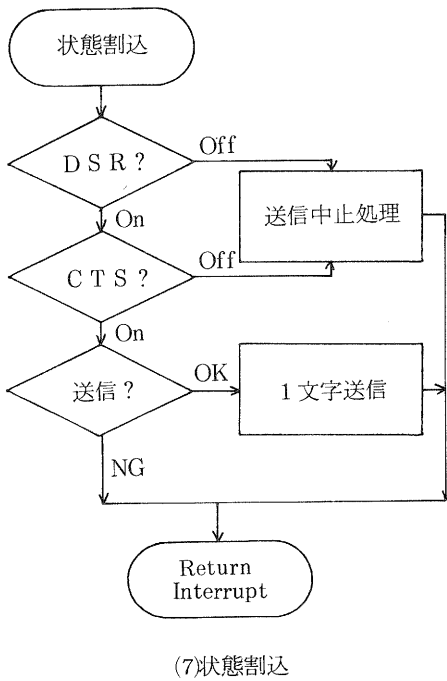 状態割込
DSR?
Off
On
送信中止処理
CTS?
Off
On
送信?
OK
1文字送信
NG
Return
Interrupt
(7)状態割込